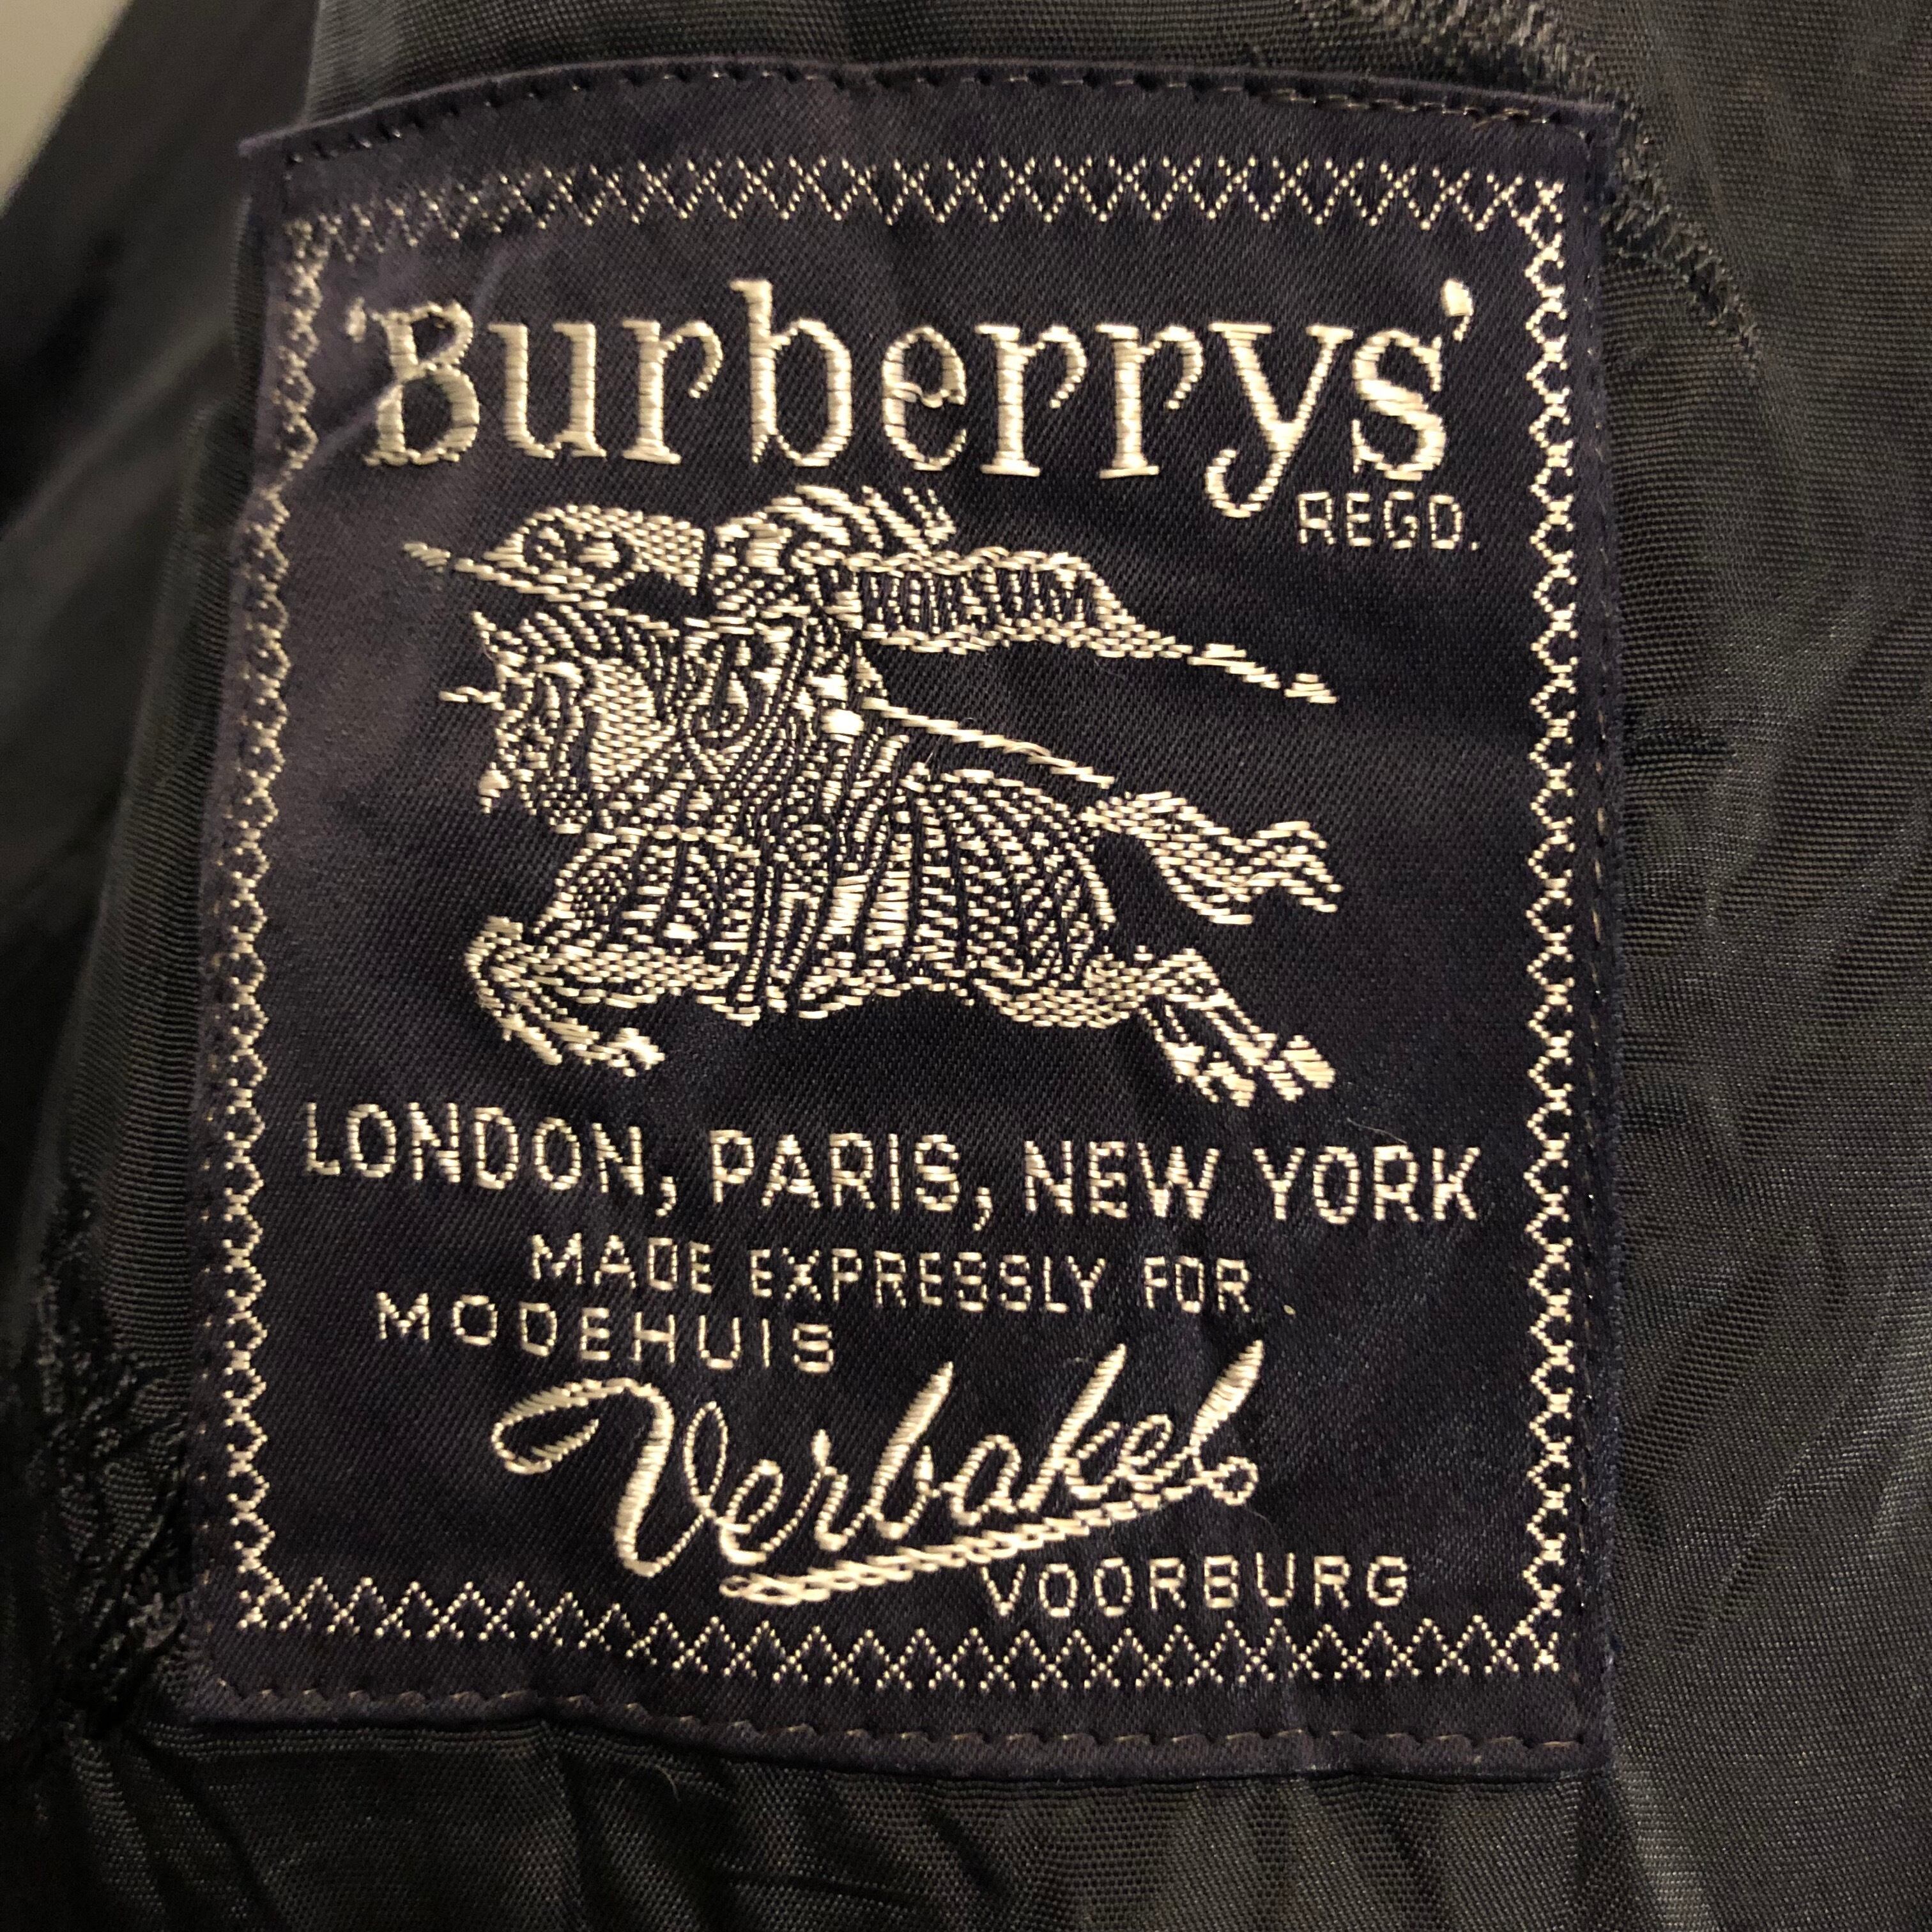 'Burberrys'
REGD.
PRORSUM
LONDON, PARIS, NEW YORK
MADE EXPRESSLY FOR
MODEHUIS
Verbakel
VOORBURG